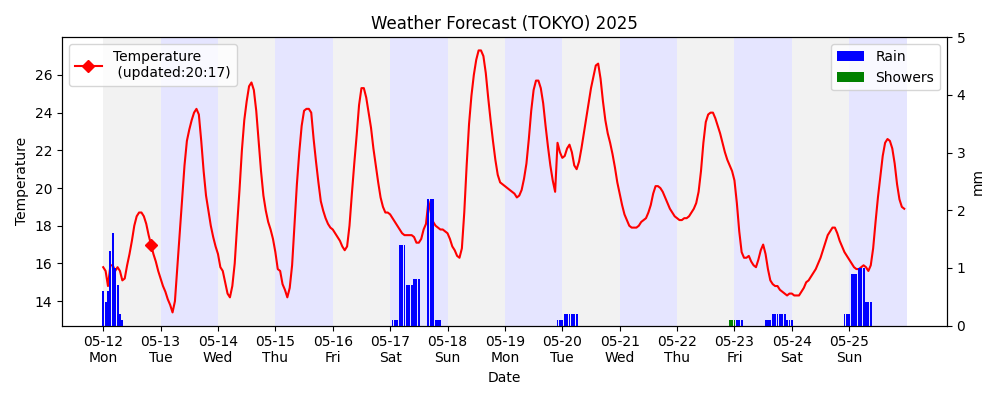 Weather Forecast (TOKYO) 2025
Temperature
(updated:20:17)
Rain
Showers
Temperature
26
24
22
20
18
16
14
5
4
3
2
1
0
mm
05-12 05-13 05-14 05-15 05-16 05-17 05-18 05-19 05-20 05-21 05-22 05-23 05-24 05-25
Mon Tue Wed Thu Fri Sat Sun Mon Tue Wed Thu Fri Sat Sun
Date